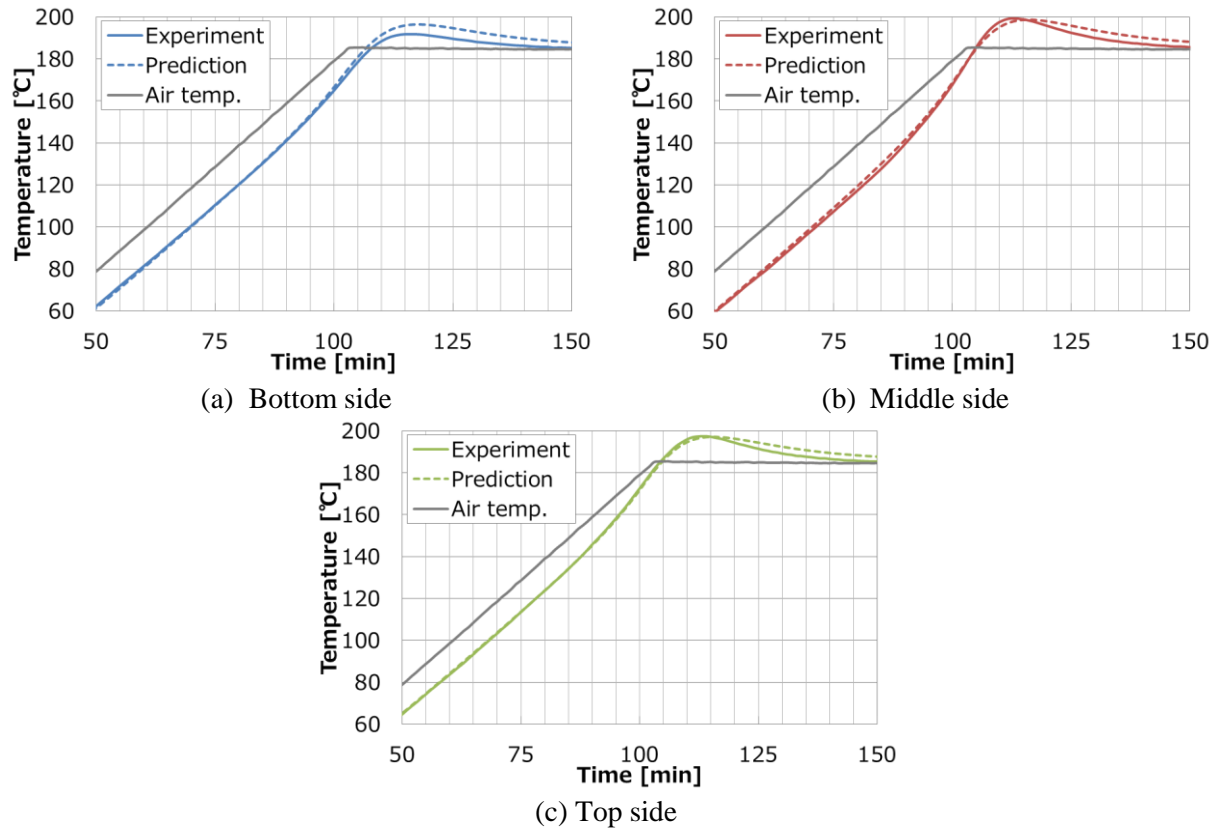 Experiment
Prediction
Air temp.
200
180
160
140
120
100
80
60
Temperature [℃]
50
75
100
125
150
Time [min]
(a) Bottom side
Experiment
Prediction
Air temp.
200
180
160
140
120
100
80
60
Temperature [℃]
50
75
100
125
150
Time [min]
(b) Middle side
Experiment
Prediction
Air temp.
200
180
160
140
120
100
80
60
Temperature [℃]
50
75
100
125
150
Time [min]
(c) Top side